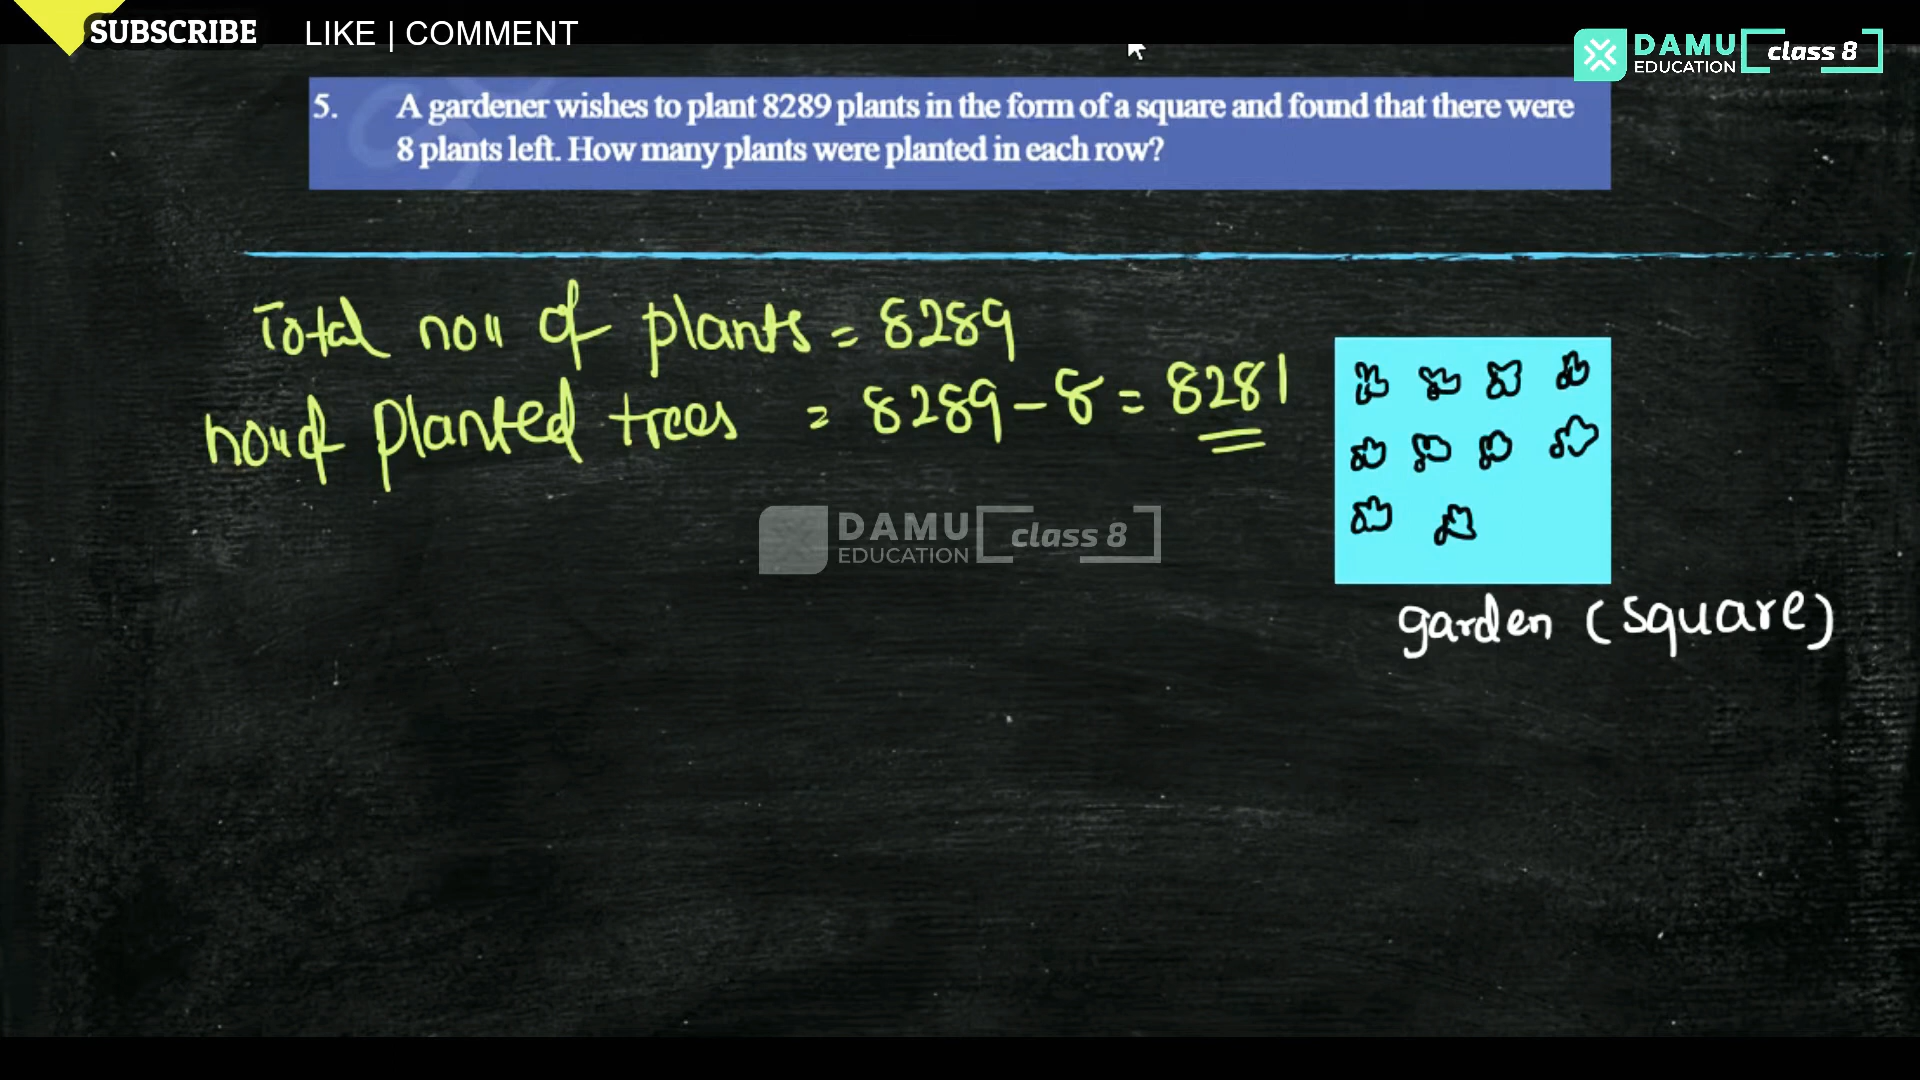 SUBSCRIBE LIKE | COMMENT
DAMU EDUCATION class 8
5. A gardener wishes to plant 8289 plants in the form of a square and found that there were
8 plants left. How many plants were planted in each row?
Total no of plants = 8289
no of planted trees = 8289 - 8 = 8281
DAMU EDUCATION class 8
garden (square)